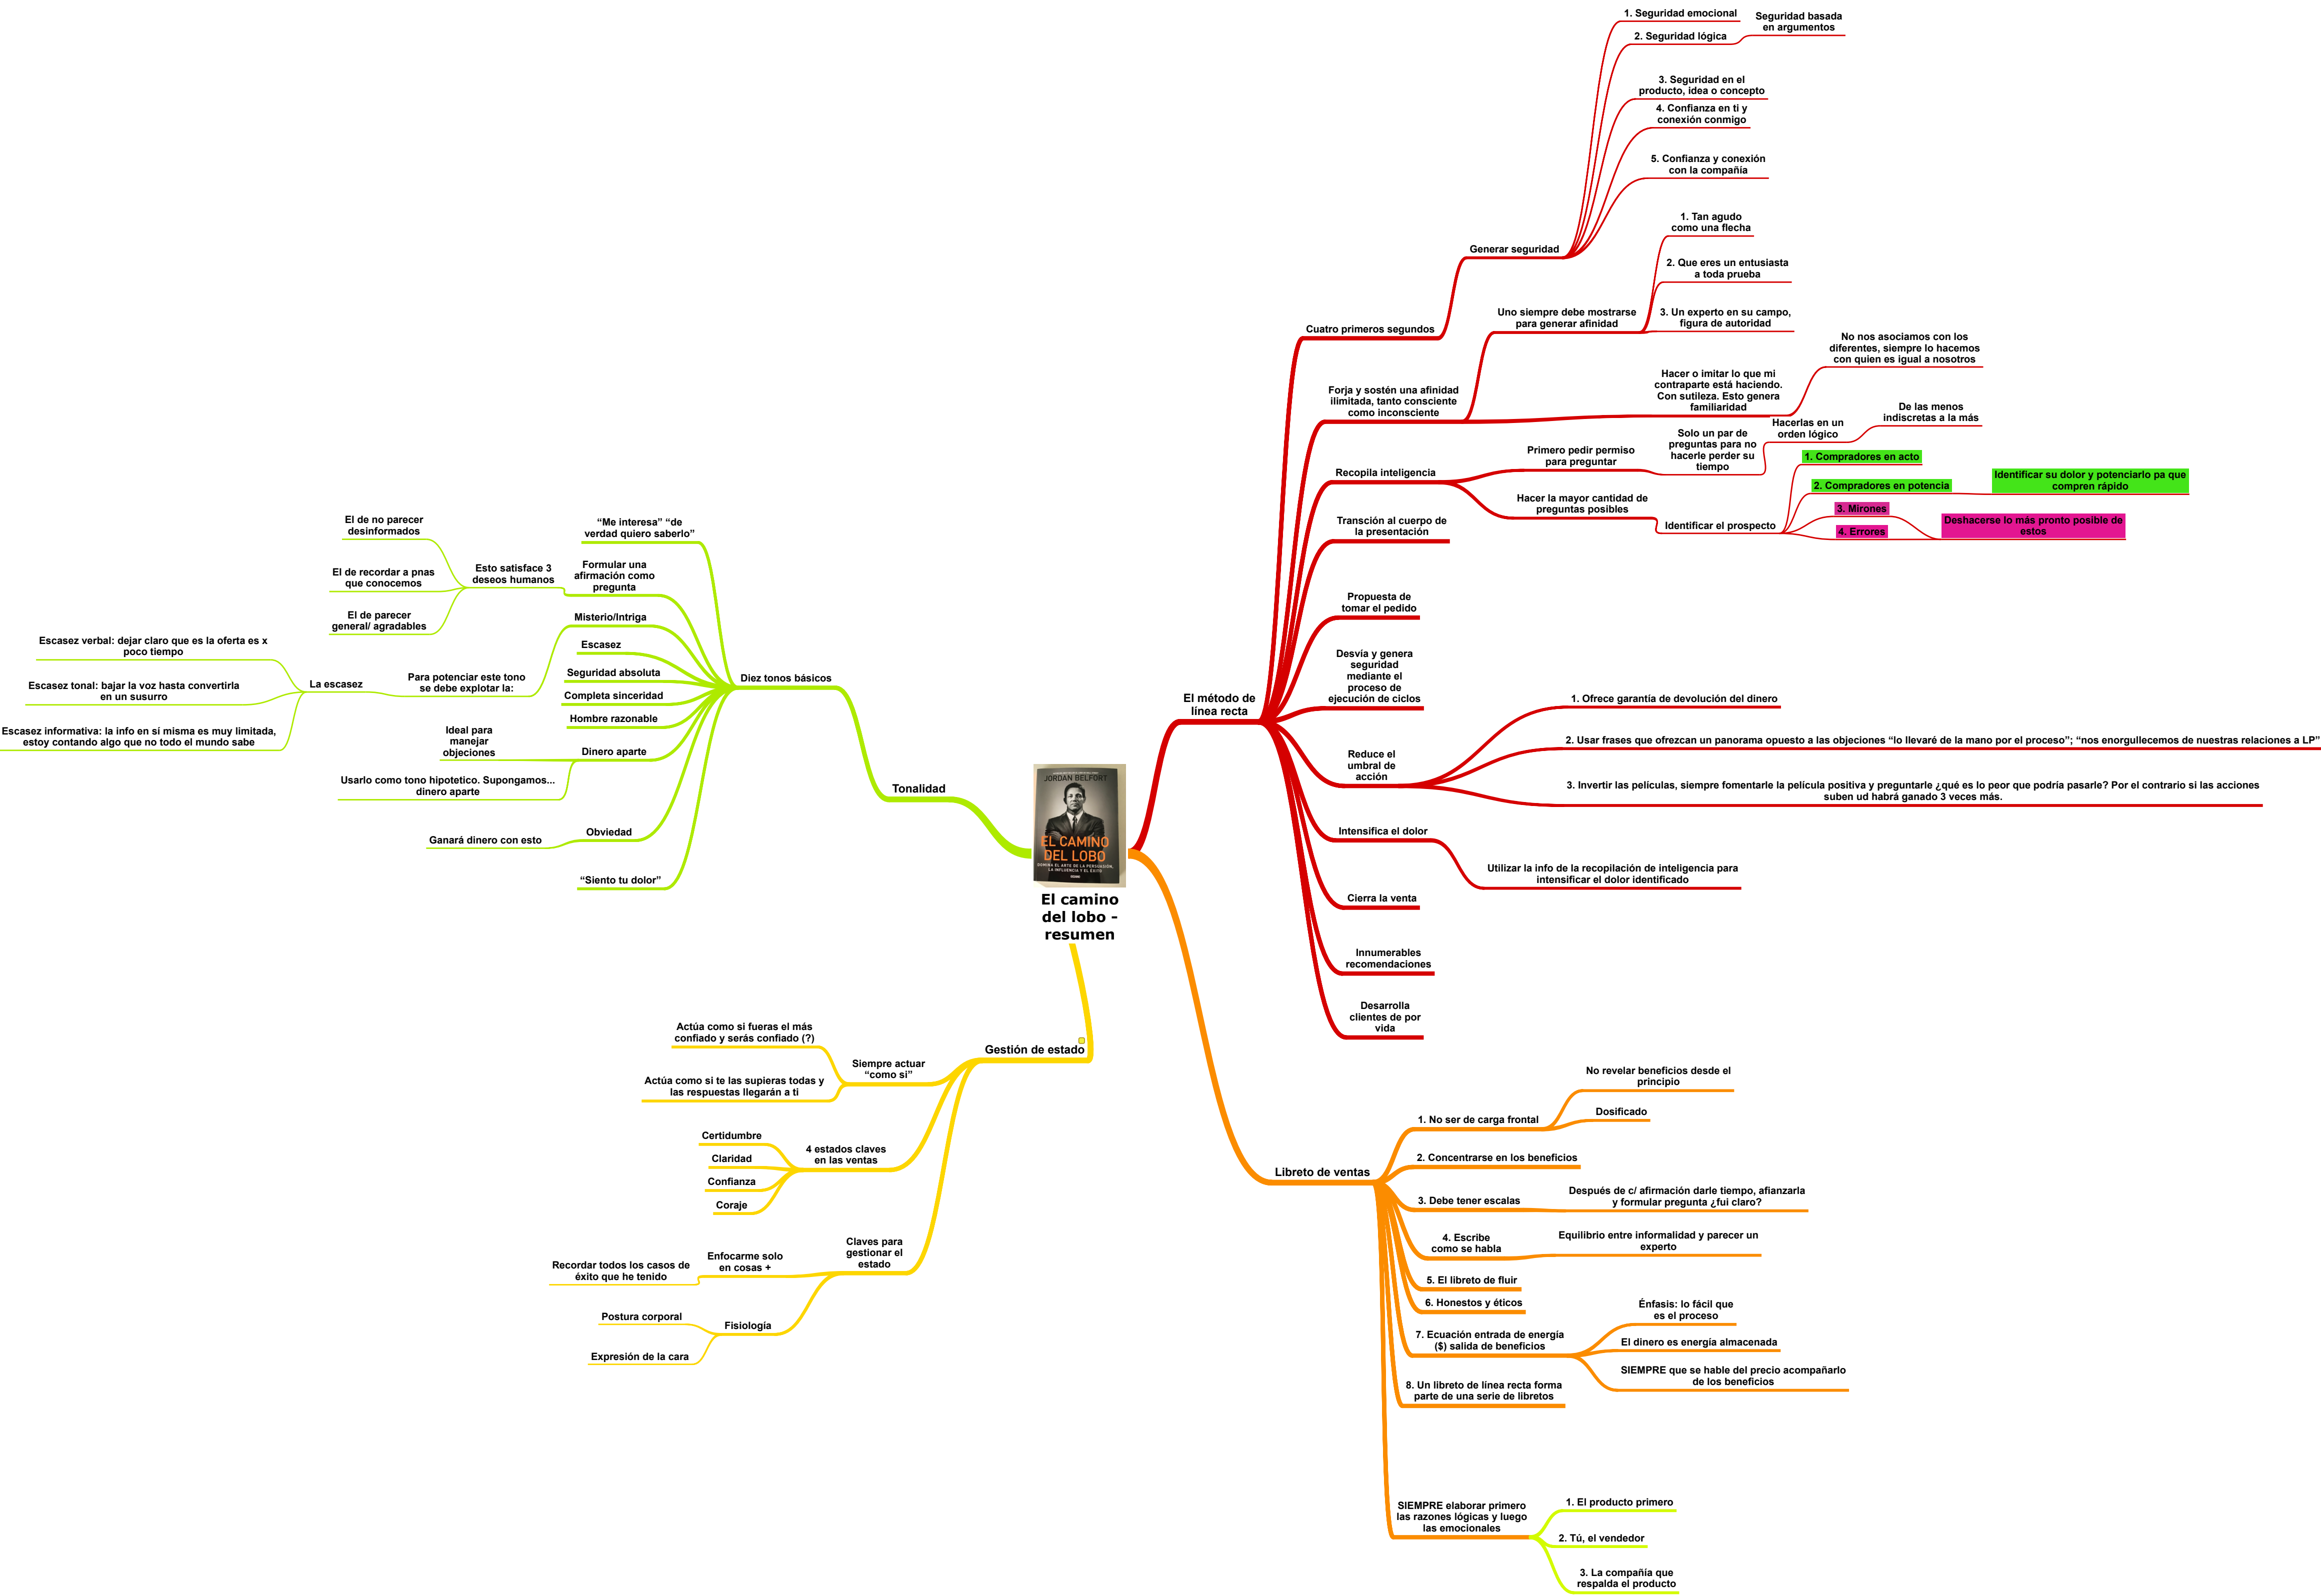 JORDAN BELFORT
EL CAMINO
DEL LOBO
DOMINA EL ARTE DE LA PERSUASIÓN,
LA INFLUENCIA Y EL ÉXITO
El camino
del lobo –
resumen
El método de
línea recta
Cuatro primeros segundos
Generar seguridad
1. Seguridad emocional
2. Seguridad lógica
Seguridad basada
en argumentos
3. Seguridad en el
producto, idea o concepto
4. Confianza en ti y
conexión conmigo
5. Confianza y conexión
con la compañía
Forja y sostén una afinidad
ilimitada, tanto consciente
como inconsciente
Uno siempre debe mostrarse
para generar afinidad
1. Tan agudo
como una flecha
2. Que eres un entusiasta
a toda prueba
3. Un experto en su campo,
figura de autoridad
Hacer o imitar lo que mi
contraparte está haciendo.
Con sutileza. Esto genera
familiaridad
No nos asociamos con los
diferentes, siempre lo hacemos
con quien es igual a nosotros
Recopila inteligencia
Primero pedir permiso
para preguntar
Solo un par de
preguntas para no
hacerle perder su
tiempo
Hacerlas en un
orden lógico
De las menos
indiscretas a la más
Hacer la mayor cantidad de
preguntas posibles
Identificar el prospecto
1. Compradores en acto
2. Compradores en potencia
Identificar su dolor y potenciarlo pa que
compren rápido
3. Mirones
4. Errores
Deshacerse lo más pronto posible de
estos
Transción al cuerpo de
la presentación
Propuesta de
tomar el pedido
Desvía y genera
seguridad
mediante el
proceso de
ejecución de ciclos
Reduce el
umbral de
acción
1. Ofrece garantía de devolución del dinero
2. Usar frases que ofrezcan un panorama opuesto a las objeciones “lo llevaré de la mano por el proceso”; “nos enorgullecemos de nuestras relaciones a LP”
3. Invertir las películas, siempre fomentarle la película positiva y preguntarle ¿qué es lo peor que podría pasarle? Por el contrario si las acciones
suben ud habrá ganado 3 veces más.
Intensifica el dolor
Utilizar la info de la recopilación de inteligencia para
intensificar el dolor identificado
Cierra la venta
Innumerables
recomendaciones
Desarrolla
clientes de por
vida
Libreto de ventas
1. No ser de carga frontal
No revelar beneficios desde el
principio
Dosificado
2. Concentrarse en los beneficios
3. Debe tener escalas
Después de c/ afirmación darle tiempo, afianzarla
y formular pregunta ¿fui claro?
4. Escribe
como se habla
Equilibrio entre informalidad y parecer un
experto
5. El libreto de fluir
6. Honestos y éticos
7. Ecuación entrada de energía
($) salida de beneficios
Énfasis: lo fácil que
es el proceso
El dinero es energía almacenada
SIEMPRE que se hable del precio acompañarlo
de los beneficios
8. Un libreto de línea recta forma
parte de una serie de libretos
SIEMPRE elaborar primero
las razones lógicas y luego
las emocionales
1. El producto primero
2. Tú, el vendedor
3. La compañía que
respalda el producto
Gestión de estado
Siempre actuar
“como si”
Actúa como si fueras el más
confiado y serás confiado (?)
Actúa como si te las supieras todas y
las respuestas llegarán a ti
4 estados claves
en las ventas
Certidumbre
Claridad
Confianza
Coraje
Claves para
gestionar el
estado
Enfocarme solo
en cosas +
Recordar todos los casos de
éxito que he tenido
Fisiología
Postura corporal
Expresión de la cara
Tonalidad
Diez tonos básicos
“Me interesa” “de
verdad quiero saberlo”
Formular una
afirmación como
pregunta
Esto satisface 3
deseos humanos
El de no parecer
desinformados
El de recordar a pnas
que conocemos
El de parecer
general/ agradables
Misterio/Intriga
Para potenciar este tono
se debe explotar la:
La escasez
Escasez verbal: dejar claro que es la oferta es x
poco tiempo
Escasez tonal: bajar la voz hasta convertirla
en un susurro
Escasez informativa: la info en sí misma es muy limitada,
estoy contando algo que no todo el mundo sabe
Escasez
Seguridad absoluta
Completa sinceridad
Hombre razonable
Dinero aparte
Ideal para
manejar
objeciones
Usarlo como tono hipotetico. Supongamos...
dinero aparte
Obviedad
Ganará dinero con esto
“Siento tu dolor”